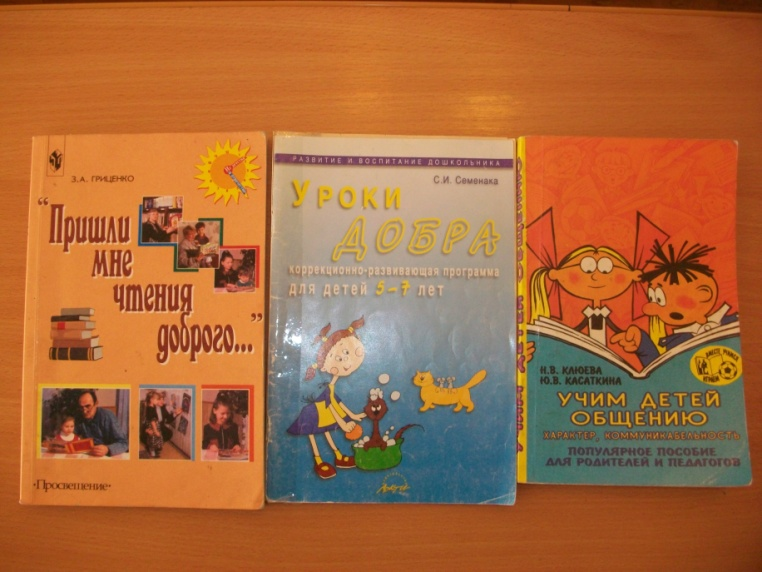 З.А. ГРИЦЕНКО
"Пришли
мне
чтения
доброго..."
•Просвещение•
РАЗВИТИЕ И ВОСПИТАНИЕ ДОШКОЛЬНИКА
С.И. Семенака
УРОКИ
ДОБРА
коррекционно-развивающая программа
для детей 5–7 лет
Н.В. КЛЮЕВА
Ю.В. КАСАТКИНА
УЧИМ ДЕТЕЙ
ОБЩЕНИЮ
ХАРАКТЕР, КОММУНИКАБЕЛЬНОСТЬ
ПОПУЛЯРНОЕ ПОСОБИЕ
ДЛЯ РОДИТЕЛЕЙ И ПЕДАГОГОВ